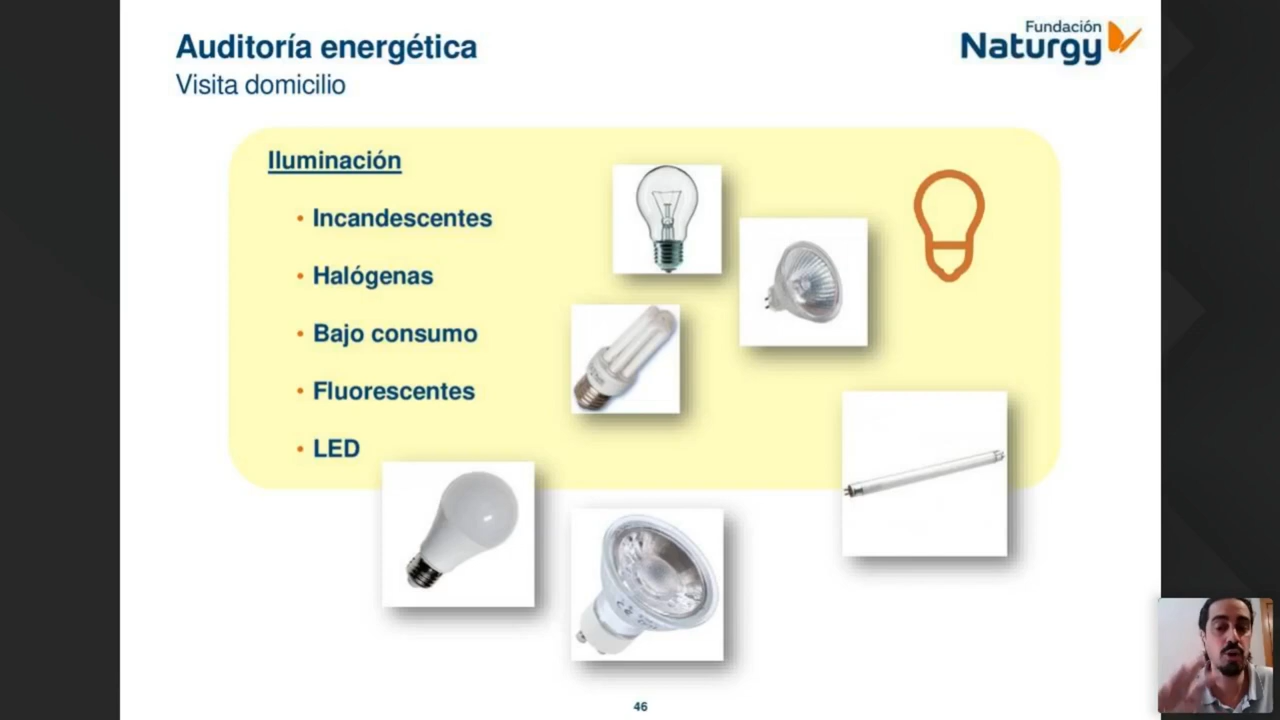 Auditoría energética
Visita domicilio
Fundación
Naturgy
Iluminación
• Incandescentes
• Halógenas
• Bajo consumo
• Fluorescentes
• LED
46